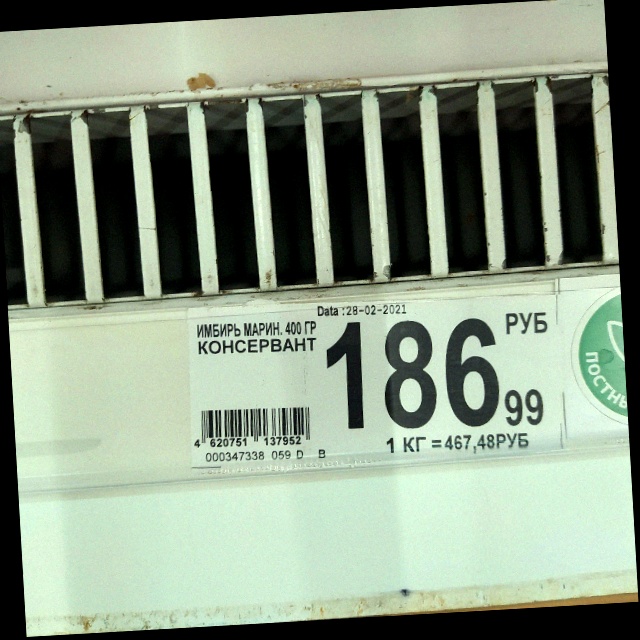 Data :28-02-2021
ИМБИРЬ МАРИН. 400 ГР
КОНСЕРВАНТ
186 99 РУБ
1 КГ = 467,48РУБ
4 620751 137952
000347338 059 D B